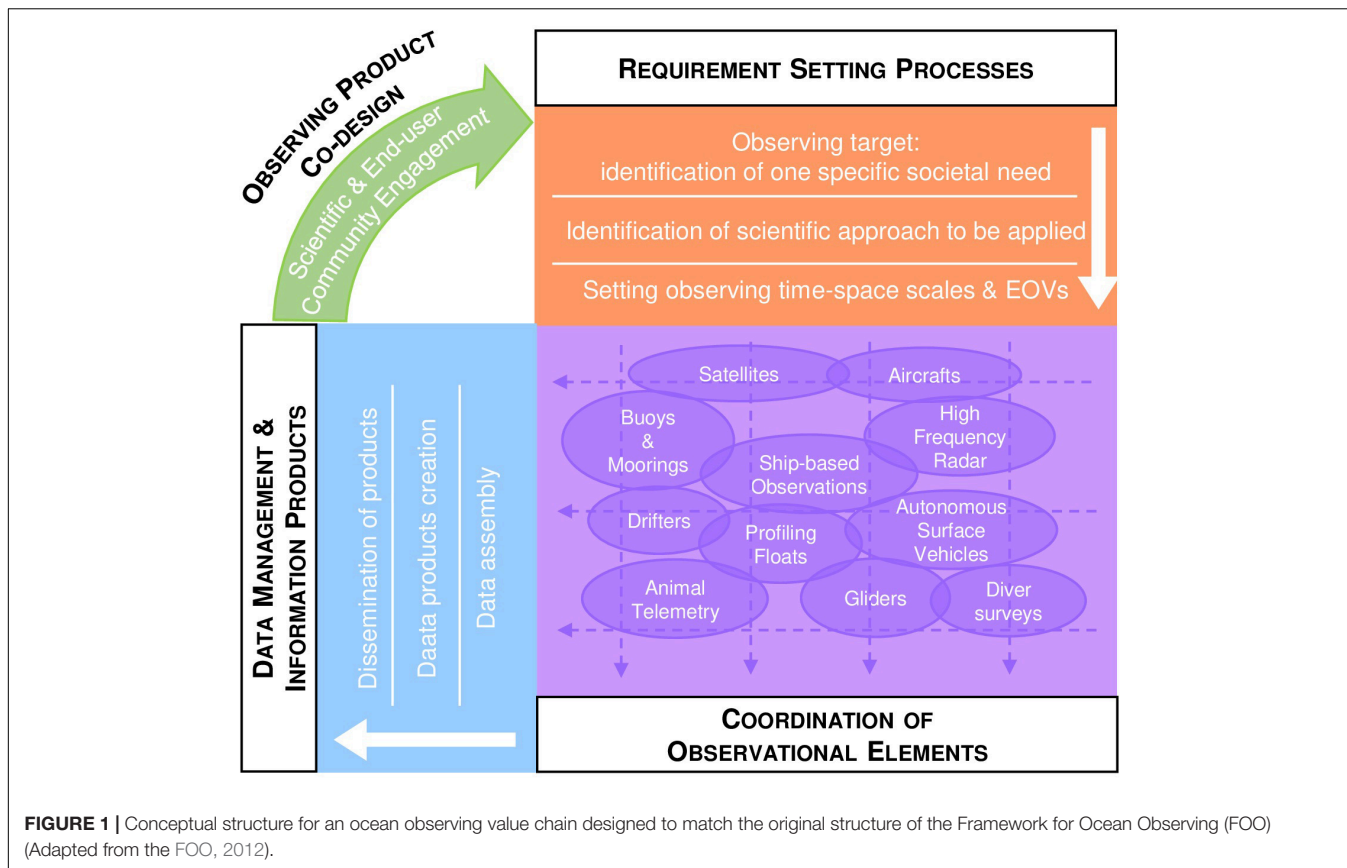 OBSERVING PRODUCT
CO-DESIGN
Scientific & End-user
Community Engagement
REQUIREMENT SETTING PROCESSES
Observing target:
identification of one specific societal need
Identification of scientific approach to be applied
Setting observing time-space scales & EOVs
Satellites
Aircrafts
Buoys
&
Moorings
High
Frequency
Radar
Ship-based
Observations
Drifters
Profiling
Floats
Autonomous
Surface
Vehicles
Animal
Telemetry
Gliders
Diver
surveys
COORDINATION OF
OBSERVATIONAL ELEMENTS
Data assembly
Daata products creation
Dissemination of products
DATA MANAGEMENT &
INFORMATION PRODUCTS
FIGURE 1 | Conceptual structure for an ocean observing value chain designed to match the original structure of the Framework for Ocean Observing (FOO)
(Adapted from the FOO, 2012).